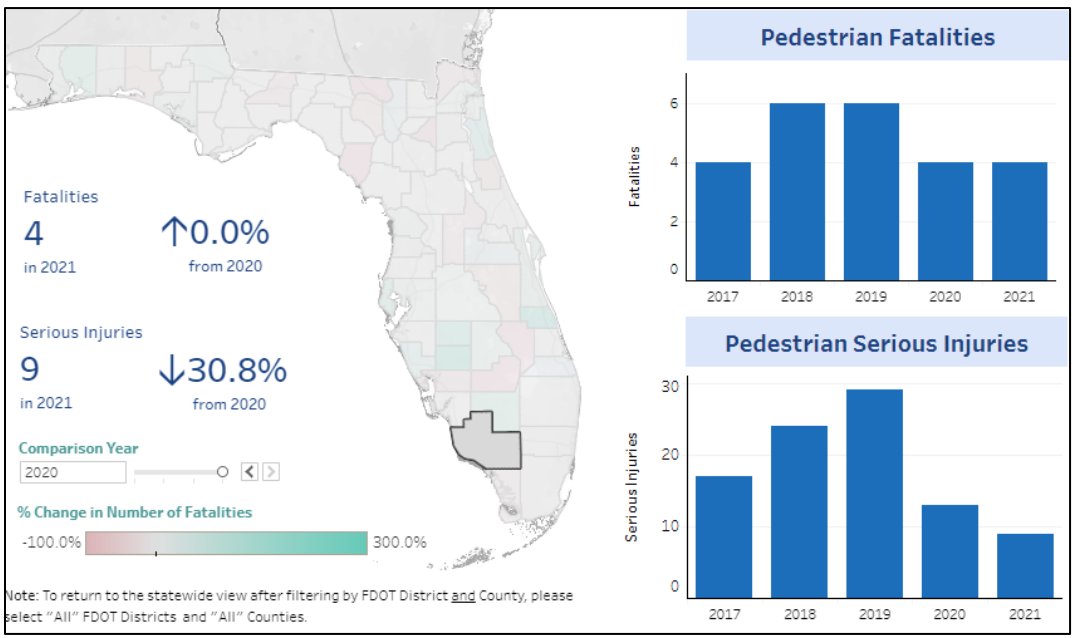 Fatalities
4
in 2021
↑0.0%
from 2020
Serious Injuries
9
in 2021
↓30.8%
from 2020
Comparison Year
2020
% Change in Number of Fatalities
-100.0%
300.0%
Note: To return to the statewide view after filtering by FDOT District and County, please
select "All" FDOT Districts and "All" Counties.
Pedestrian Fatalities
Fatalities
6
4
2
0
2017 2018 2019 2020 2021
Pedestrian Serious Injuries
Serious Injuries
30
20
10
0
2017 2018 2019 2020 2021